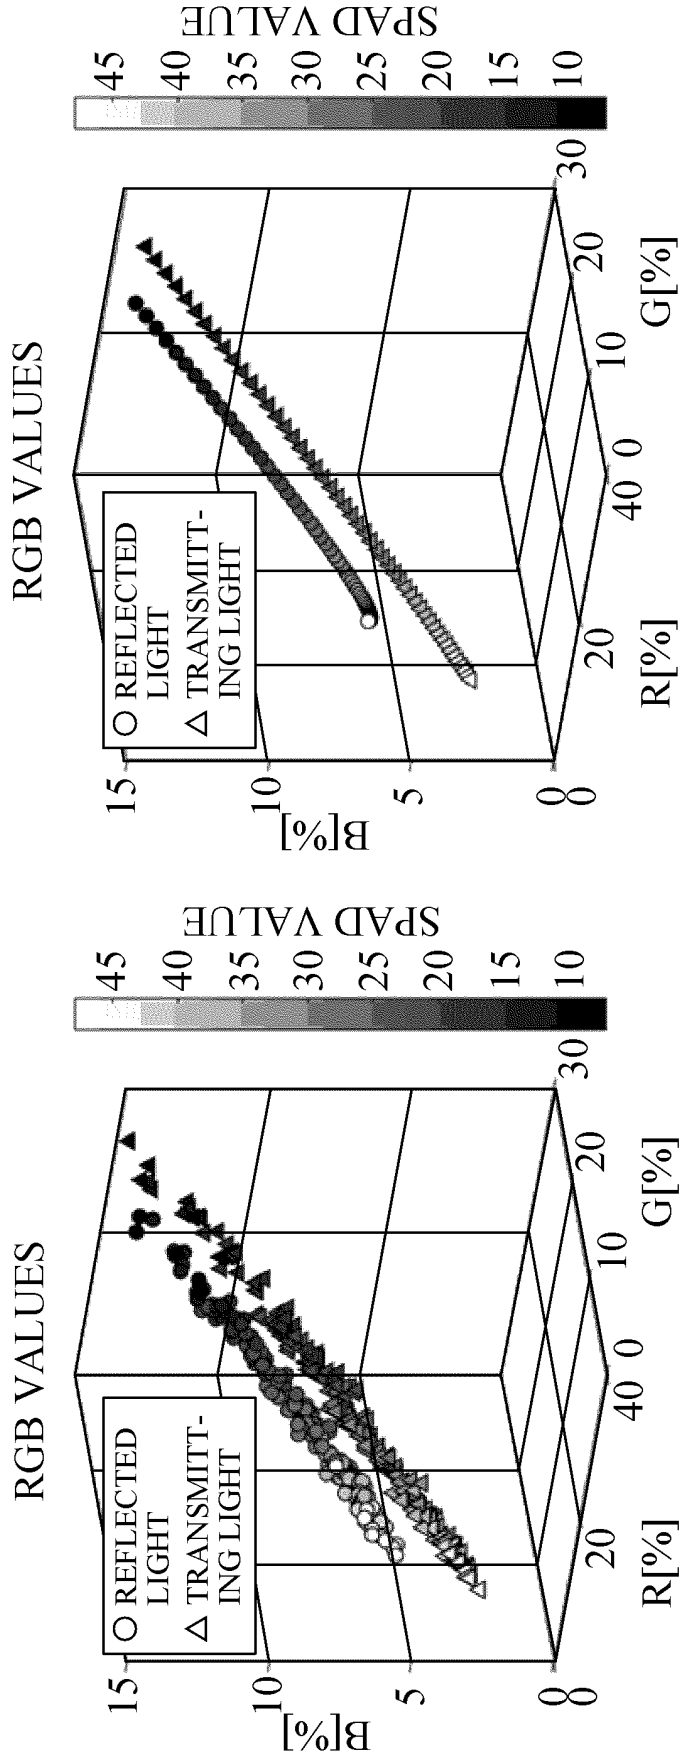 RGB VALUES
○ REFLECTED
LIGHT
△ TRANSMITT-
ING LIGHT
15
10
5
0
B[%]
0
20
40
R[%]
0
10
20
30
G[%]
45
40
35
30
25
20
15
10
SPAD VALUE
RGB VALUES
○ REFLECTED
LIGHT
△ TRANSMITT-
ING LIGHT
15
10
5
0
B[%]
0
20
40
R[%]
0
10
20
30
G[%]
45
40
35
30
25
20
15
10
SPAD VALUE